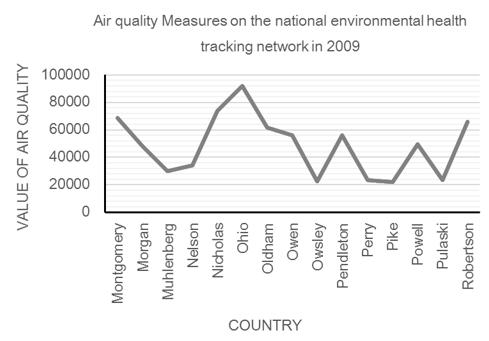 Air quality Measures on the national environmental health
tracking network in 2009
VALUE OF AIR QUALITY
100000
80000
60000
40000
20000
0
Montgomery
Morgan
Muhlenberg
Nelson
Nicholas
Ohio
Oldham
Owen
Owsley
Pendleton
Perry
Pike
Powell
Pulaski
Robertson
COUNTRY